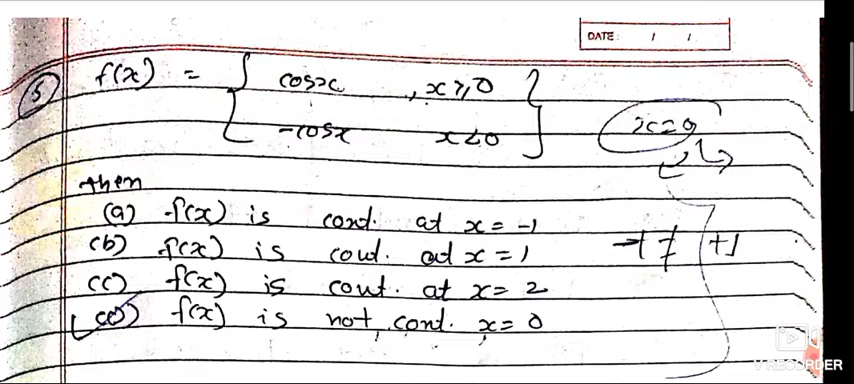 DATE: / /
(5) f(x) = { cosx , x ≥ 0
-cosx x<0 }
x=0
then
(a) f(x) is cont. at x = -1
(b) f(x) is cont. at x = 1
-1 ≠ +1
(c) f(x) is cont. at x = 2
(d) f(x) is not cont. x = 0
V RECORDER